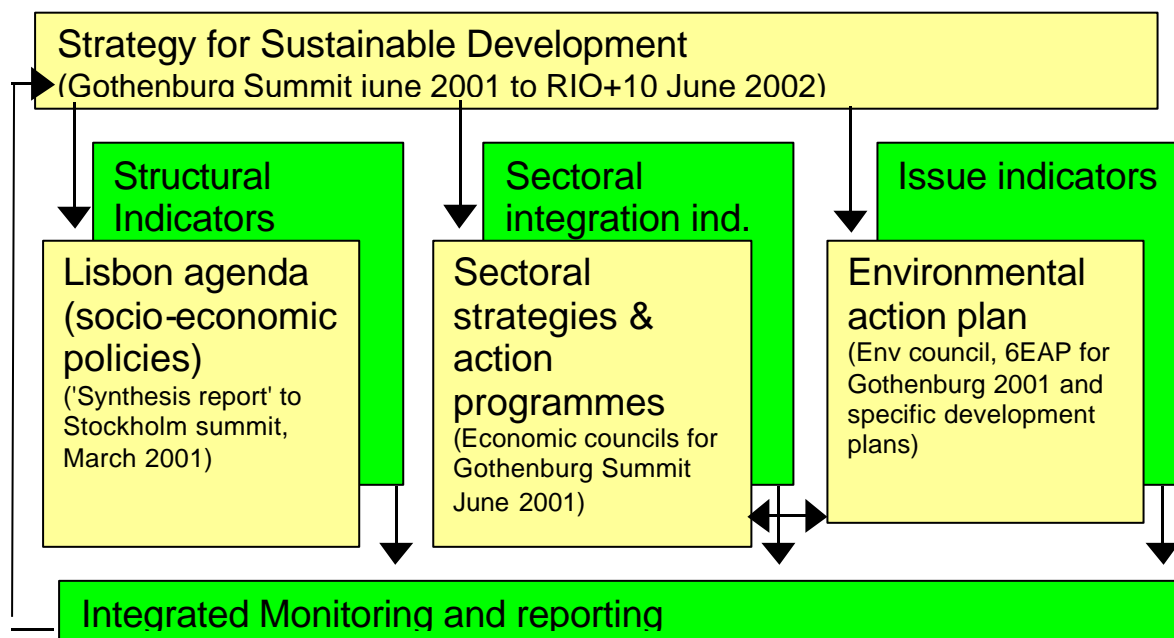 Strategy for Sustainable Development
(Gothenburg Summit june 2001 to RIO+10 June 2002)
Structural
Indicators
Sectoral
integration ind.
Issue indicators
Lisbon agenda
(socio-economic
policies)
('Synthesis report' to
Stockholm summit,
March 2001)
Sectoral
strategies &
action
programmes
(Economic councils for
Gothenburg Summit
June 2001)
Environmental
action plan
(Env council, 6EAP for
Gothenburg 2001 and
specific development
plans)
Integrated Monitoring and reporting